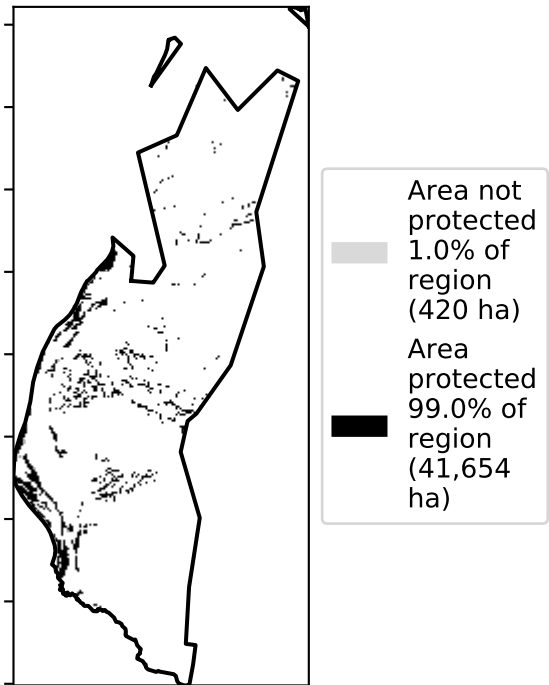 Area not
protected
1.0% of
region
(420 ha)
Area
protected
99.0% of
region
(41,654
ha)